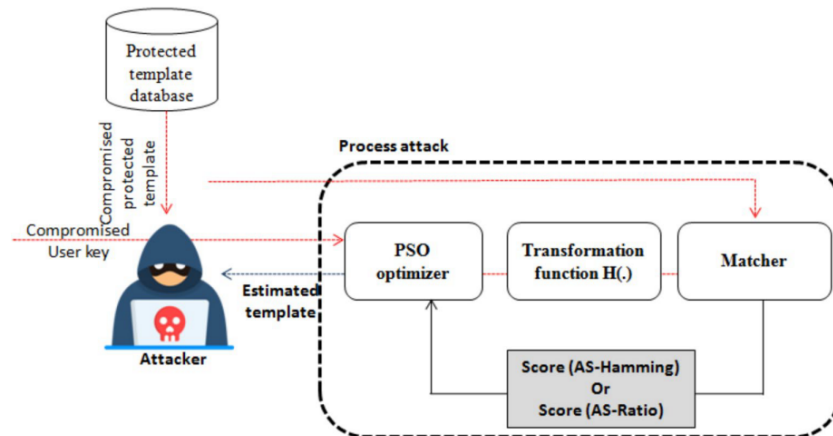 Protected
template
database
Compromised
protected
template
Process attack
Compromised
User key
PSO
optimizer
Transformation
function H(.)
Matcher
Estimated
template
Attacker
Score (AS-Hamming)
Or
Score (AS-Ratio)